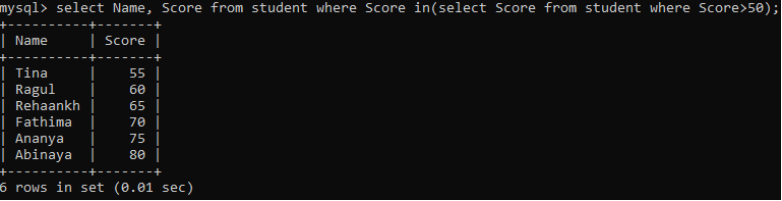 mysql> select Name, Score from student where Score in(select Score from student where Score>50);
+----------+-------+
| Name     | Score |
+----------+-------+
| Tina     |    55 |
| Ragul    |    60 |
| Rehaankh |    65 |
| Fathima  |    70 |
| Ananya   |    75 |
| Abinaya  |    80 |
+----------+-------+
6 rows in set (0.01 sec)